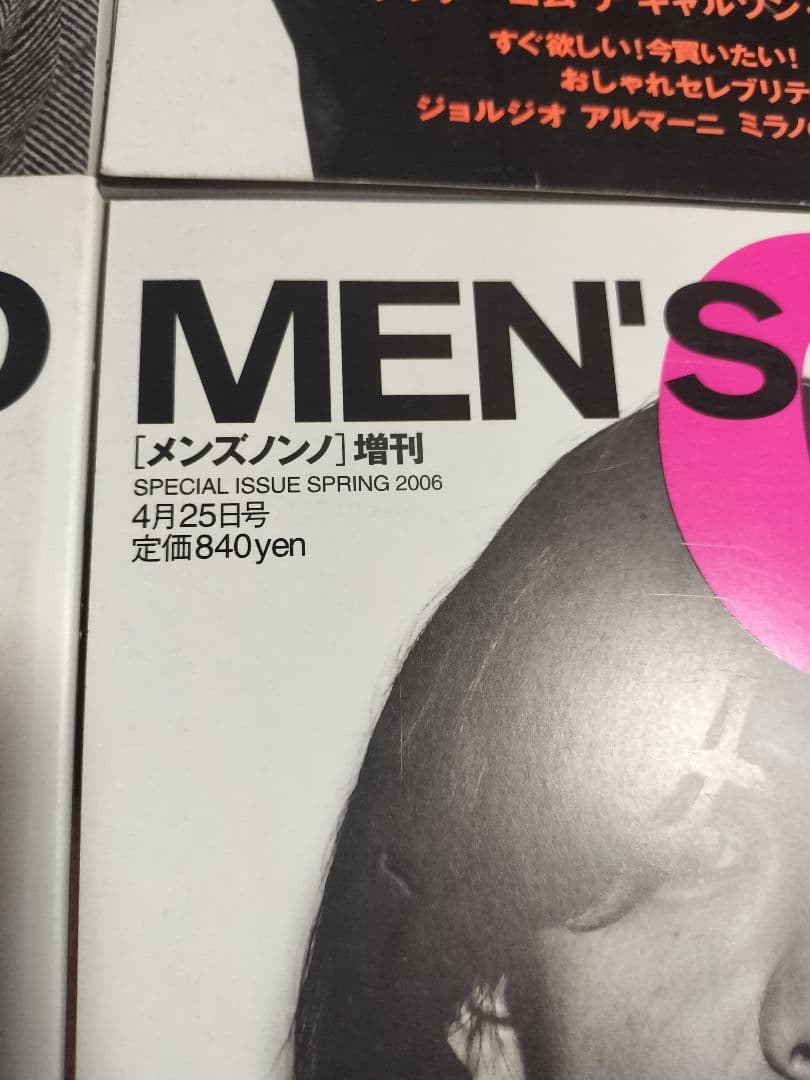 すぐ欲しい!今買いたい!
おしゃれセレブリテ
ジョルジオ アルマーニ ミラノ
MEN'S
[メンズノンノ]増刊
SPECIAL ISSUE SPRING 2006
4月25日号
定価840yen